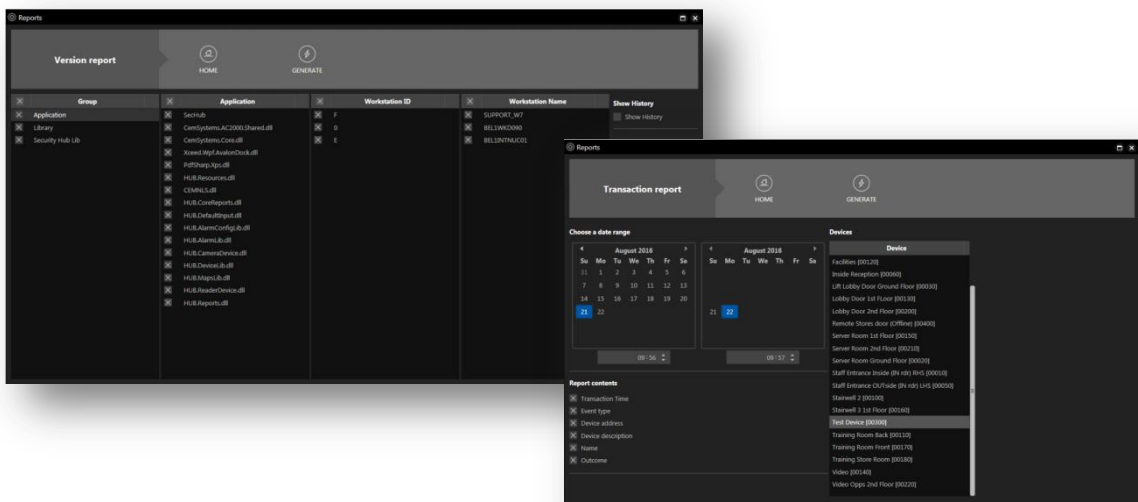 Reports
Version report
HOME
GENERATE
Group
Application
Workstation ID
Workstation Name
Show History
Application
SecHub
F
SUPPORT_W7
Show History
Library
CemSystems.AC2000.Shared.dll
0
BEL1WKD090
Security Hub Lib
CemSystems.Core.dll
E
BEL1INTNUC01
Xceed.Wpf.AvalonDock.dll
PdfSharp.Xps.dll
HUB.Resources.dll
CEMNLS.dll
HUB.CoreReports.dll
HUB.DefaultInput.dll
HUB.AlarmConfigLib.dll
HUB.AlarmLib.dll
HUB.CameraDevice.dll
HUB.DeviceLib.dll
HUB.MapsLib.dll
HUB.ReaderDevice.dll
HUB.Reports.dll
Reports
Transaction report
HOME
GENERATE
Choose a date range
August 2016
Su Mo Tu We Th Fr Sa
31 1 2 3 4 5 6
7 8 9 10 11 12 13
14 15 16 17 18 19 20
21 22
09:56
August 2016
Su Mo Tu We Th Fr Sa
21 22
09:57
Report contents
Transaction Time
Event type
Device address
Device description
Name
Outcome
Devices
Device
Facilities [00120]
Inside Reception [00060]
Lift Lobby Door Ground Floor [00030]
Lobby Door 1st FLoor [00130]
Lobby Door 2nd Floor [00200]
Remote Stores door (Offline) [00400]
Server Room 1st Floor [00150]
Server Room 2nd Floor [00210]
Server Room Ground Floor [00020]
Staff Entrance Inside (IN rdr) RHS [00010]
Staff Entrance OUTside (IN rdr) LHS [00050]
Stairwell 2 [00100]
Stairwell 3 1st Floor [00160]
Test Device [00300]
Training Room Back [00110]
Training Room Front [00170]
Training Store Room [00180]
Video [00140]
Video Opps 2nd Floor [00220]